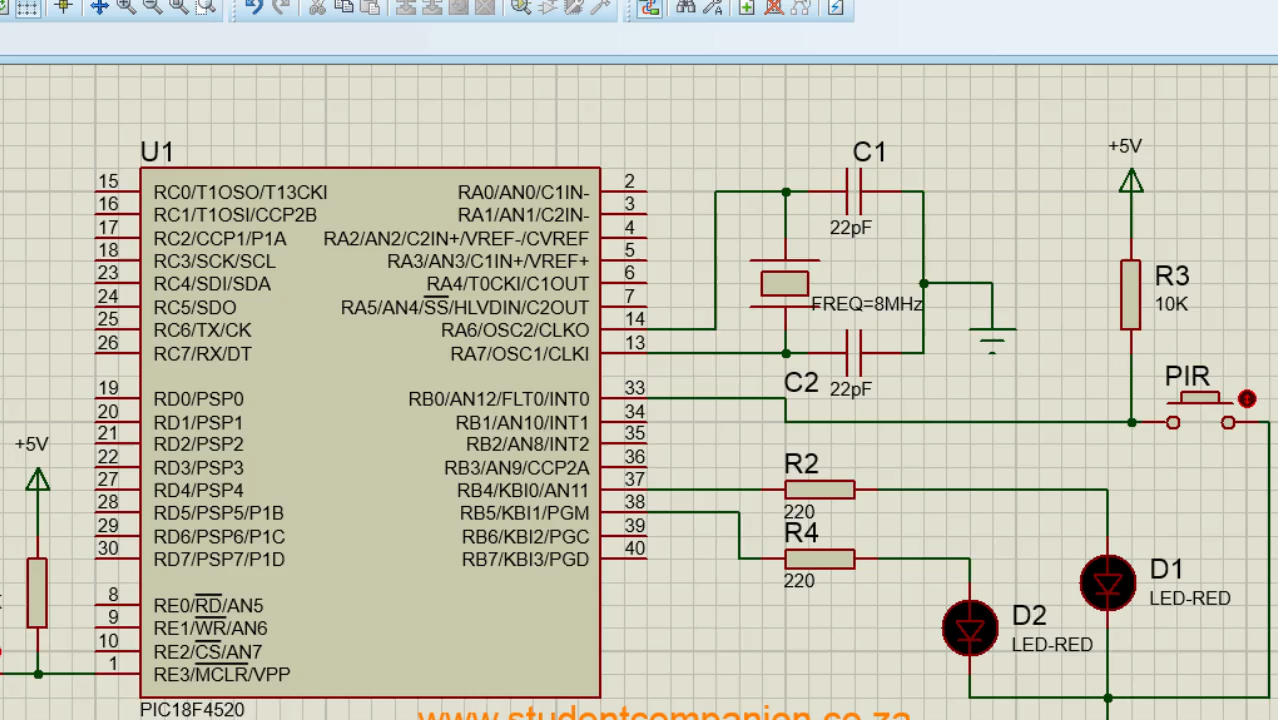 U1
15 RC0/T1OSO/T13CKI RA0/AN0/C1IN- 2
16 RC1/T1OSI/CCP2B RA1/AN1/C2IN- 3
17 RC2/CCP1/P1A RA2/AN2/C2IN+/VREF-/CVREF 4
18 RC3/SCK/SCL RA3/AN3/C1IN+/VREF+ 5
23 RC4/SDI/SDA RA4/T0CKI/C1OUT 6
24 RC5/SDO RA5/AN4/SS/HLVDIN/C2OUT 7
25 RC6/TX/CK RA6/OSC2/CLKO 14
26 RC7/RX/DT RA7/OSC1/CLKI 13
19 RD0/PSP0 RB0/AN12/FLT0/INT0 33
20 RD1/PSP1 RB1/AN10/INT1 34
21 RD2/PSP2 RB2/AN8/INT2 35
22 RD3/PSP3 RB3/AN9/CCP2A 36
27 RD4/PSP4 RB4/KBI0/AN11 37
28 RD5/PSP5/P1B RB5/KBI1/PGM 38
29 RD6/PSP6/P1C RB6/KBI2/PGC 39
30 RD7/PSP7/P1D RB7/KBI3/PGD 40
8 RE0/RD/AN5
9 RE1/WR/AN6
10 RE2/CS/AN7
1 RE3/MCLR/VPP
PIC18F4520
+5V
C1
22pF
FREQ=8MHz
C2
22pF
+5V
R3
10K
PIR
R2
220
R4
220
D1
LED-RED
D2
LED-RED
www.studentcompanion.co.za